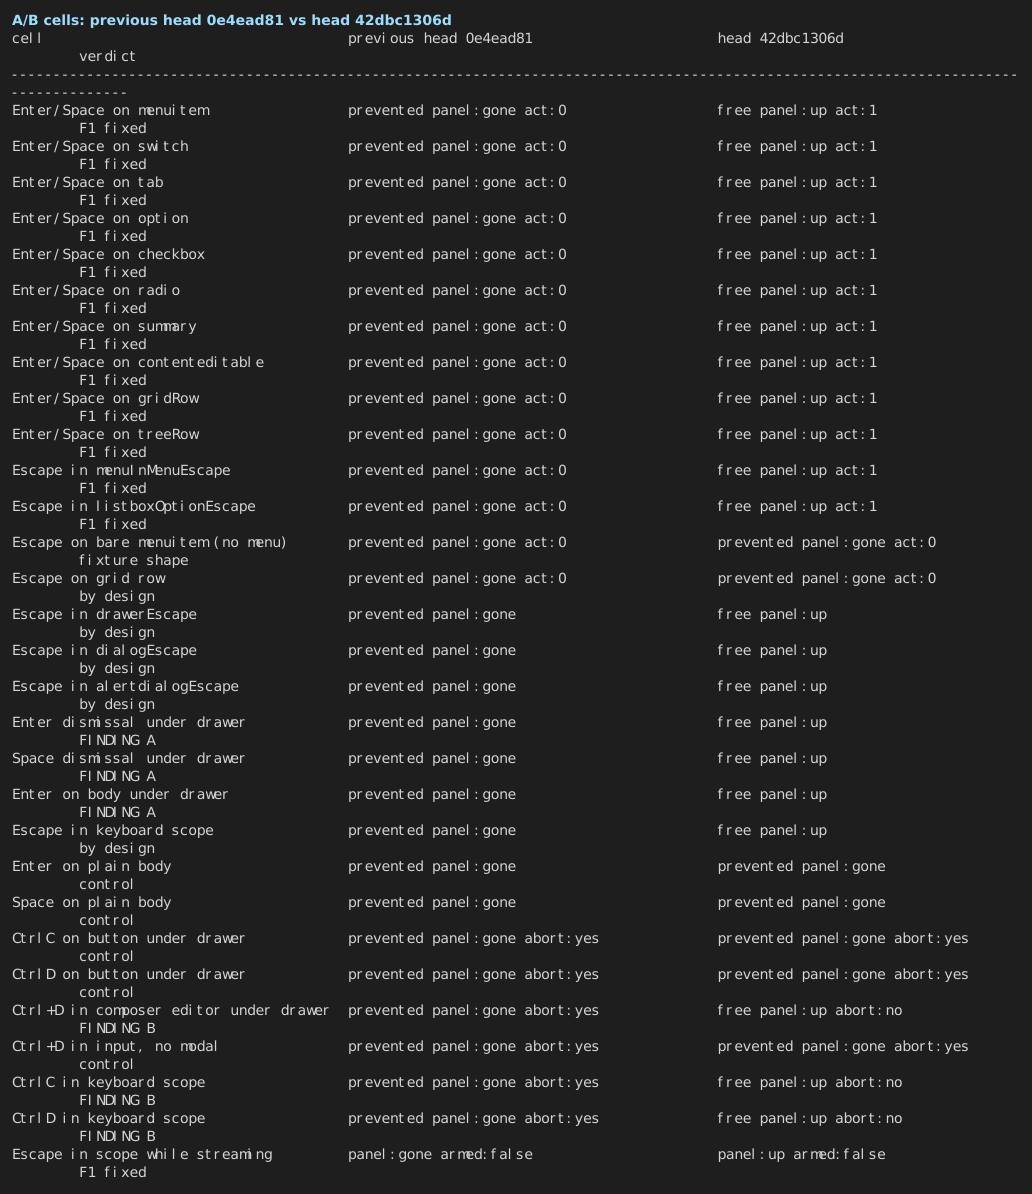 A/B cells: previous head 0e4ead81 vs head 42dbc1306d
cell previous head 0e4ead81 head 42dbc1306d
verdict
------------------------------------------------------------------------------------------------------------------------
--------------
Enter/Space on menuitem prevented panel:gone act:0 free panel:up act:1
F1 fixed
Enter/Space on switch prevented panel:gone act:0 free panel:up act:1
F1 fixed
Enter/Space on tab prevented panel:gone act:0 free panel:up act:1
F1 fixed
Enter/Space on option prevented panel:gone act:0 free panel:up act:1
F1 fixed
Enter/Space on checkbox prevented panel:gone act:0 free panel:up act:1
F1 fixed
Enter/Space on radio prevented panel:gone act:0 free panel:up act:1
F1 fixed
Enter/Space on summary prevented panel:gone act:0 free panel:up act:1
F1 fixed
Enter/Space on contenteditable prevented panel:gone act:0 free panel:up act:1
F1 fixed
Enter/Space on gridRow prevented panel:gone act:0 free panel:up act:1
F1 fixed
Enter/Space on treeRow prevented panel:gone act:0 free panel:up act:1
F1 fixed
Escape in menuInMenuEscape prevented panel:gone act:0 free panel:up act:1
F1 fixed
Escape in listboxOptionEscape prevented panel:gone act:0 free panel:up act:1
F1 fixed
Escape on bare menuitem (no menu) prevented panel:gone act:0 prevented panel:gone act:0
fixture shape
Escape on grid row prevented panel:gone act:0 prevented panel:gone act:0
by design
Escape in drawerEscape prevented panel:gone free panel:up
by design
Escape in dialogEscape prevented panel:gone free panel:up
by design
Escape in alertdialogEscape prevented panel:gone free panel:up
by design
Enter dismissal under drawer prevented panel:gone free panel:up
FINDING A
Space dismissal under drawer prevented panel:gone free panel:up
FINDING A
Enter on body under drawer prevented panel:gone free panel:up
FINDING A
Escape in keyboard scope prevented panel:gone free panel:up
by design
Enter on plain body prevented panel:gone prevented panel:gone
control
Space on plain body prevented panel:gone prevented panel:gone
control
CtrlC on button under drawer prevented panel:gone abort:yes prevented panel:gone abort:yes
control
CtrlD on button under drawer prevented panel:gone abort:yes prevented panel:gone abort:yes
control
Ctrl+D in composer editor under drawer prevented panel:gone abort:yes free panel:up abort:no
FINDING B
Ctrl+D in input, no modal prevented panel:gone abort:yes prevented panel:gone abort:yes
control
CtrlC in keyboard scope prevented panel:gone abort:yes free panel:up abort:no
FINDING B
CtrlD in keyboard scope prevented panel:gone abort:yes free panel:up abort:no
FINDING B
Escape in scope while streaming panel:gone armed:false panel:up armed:false
F1 fixed